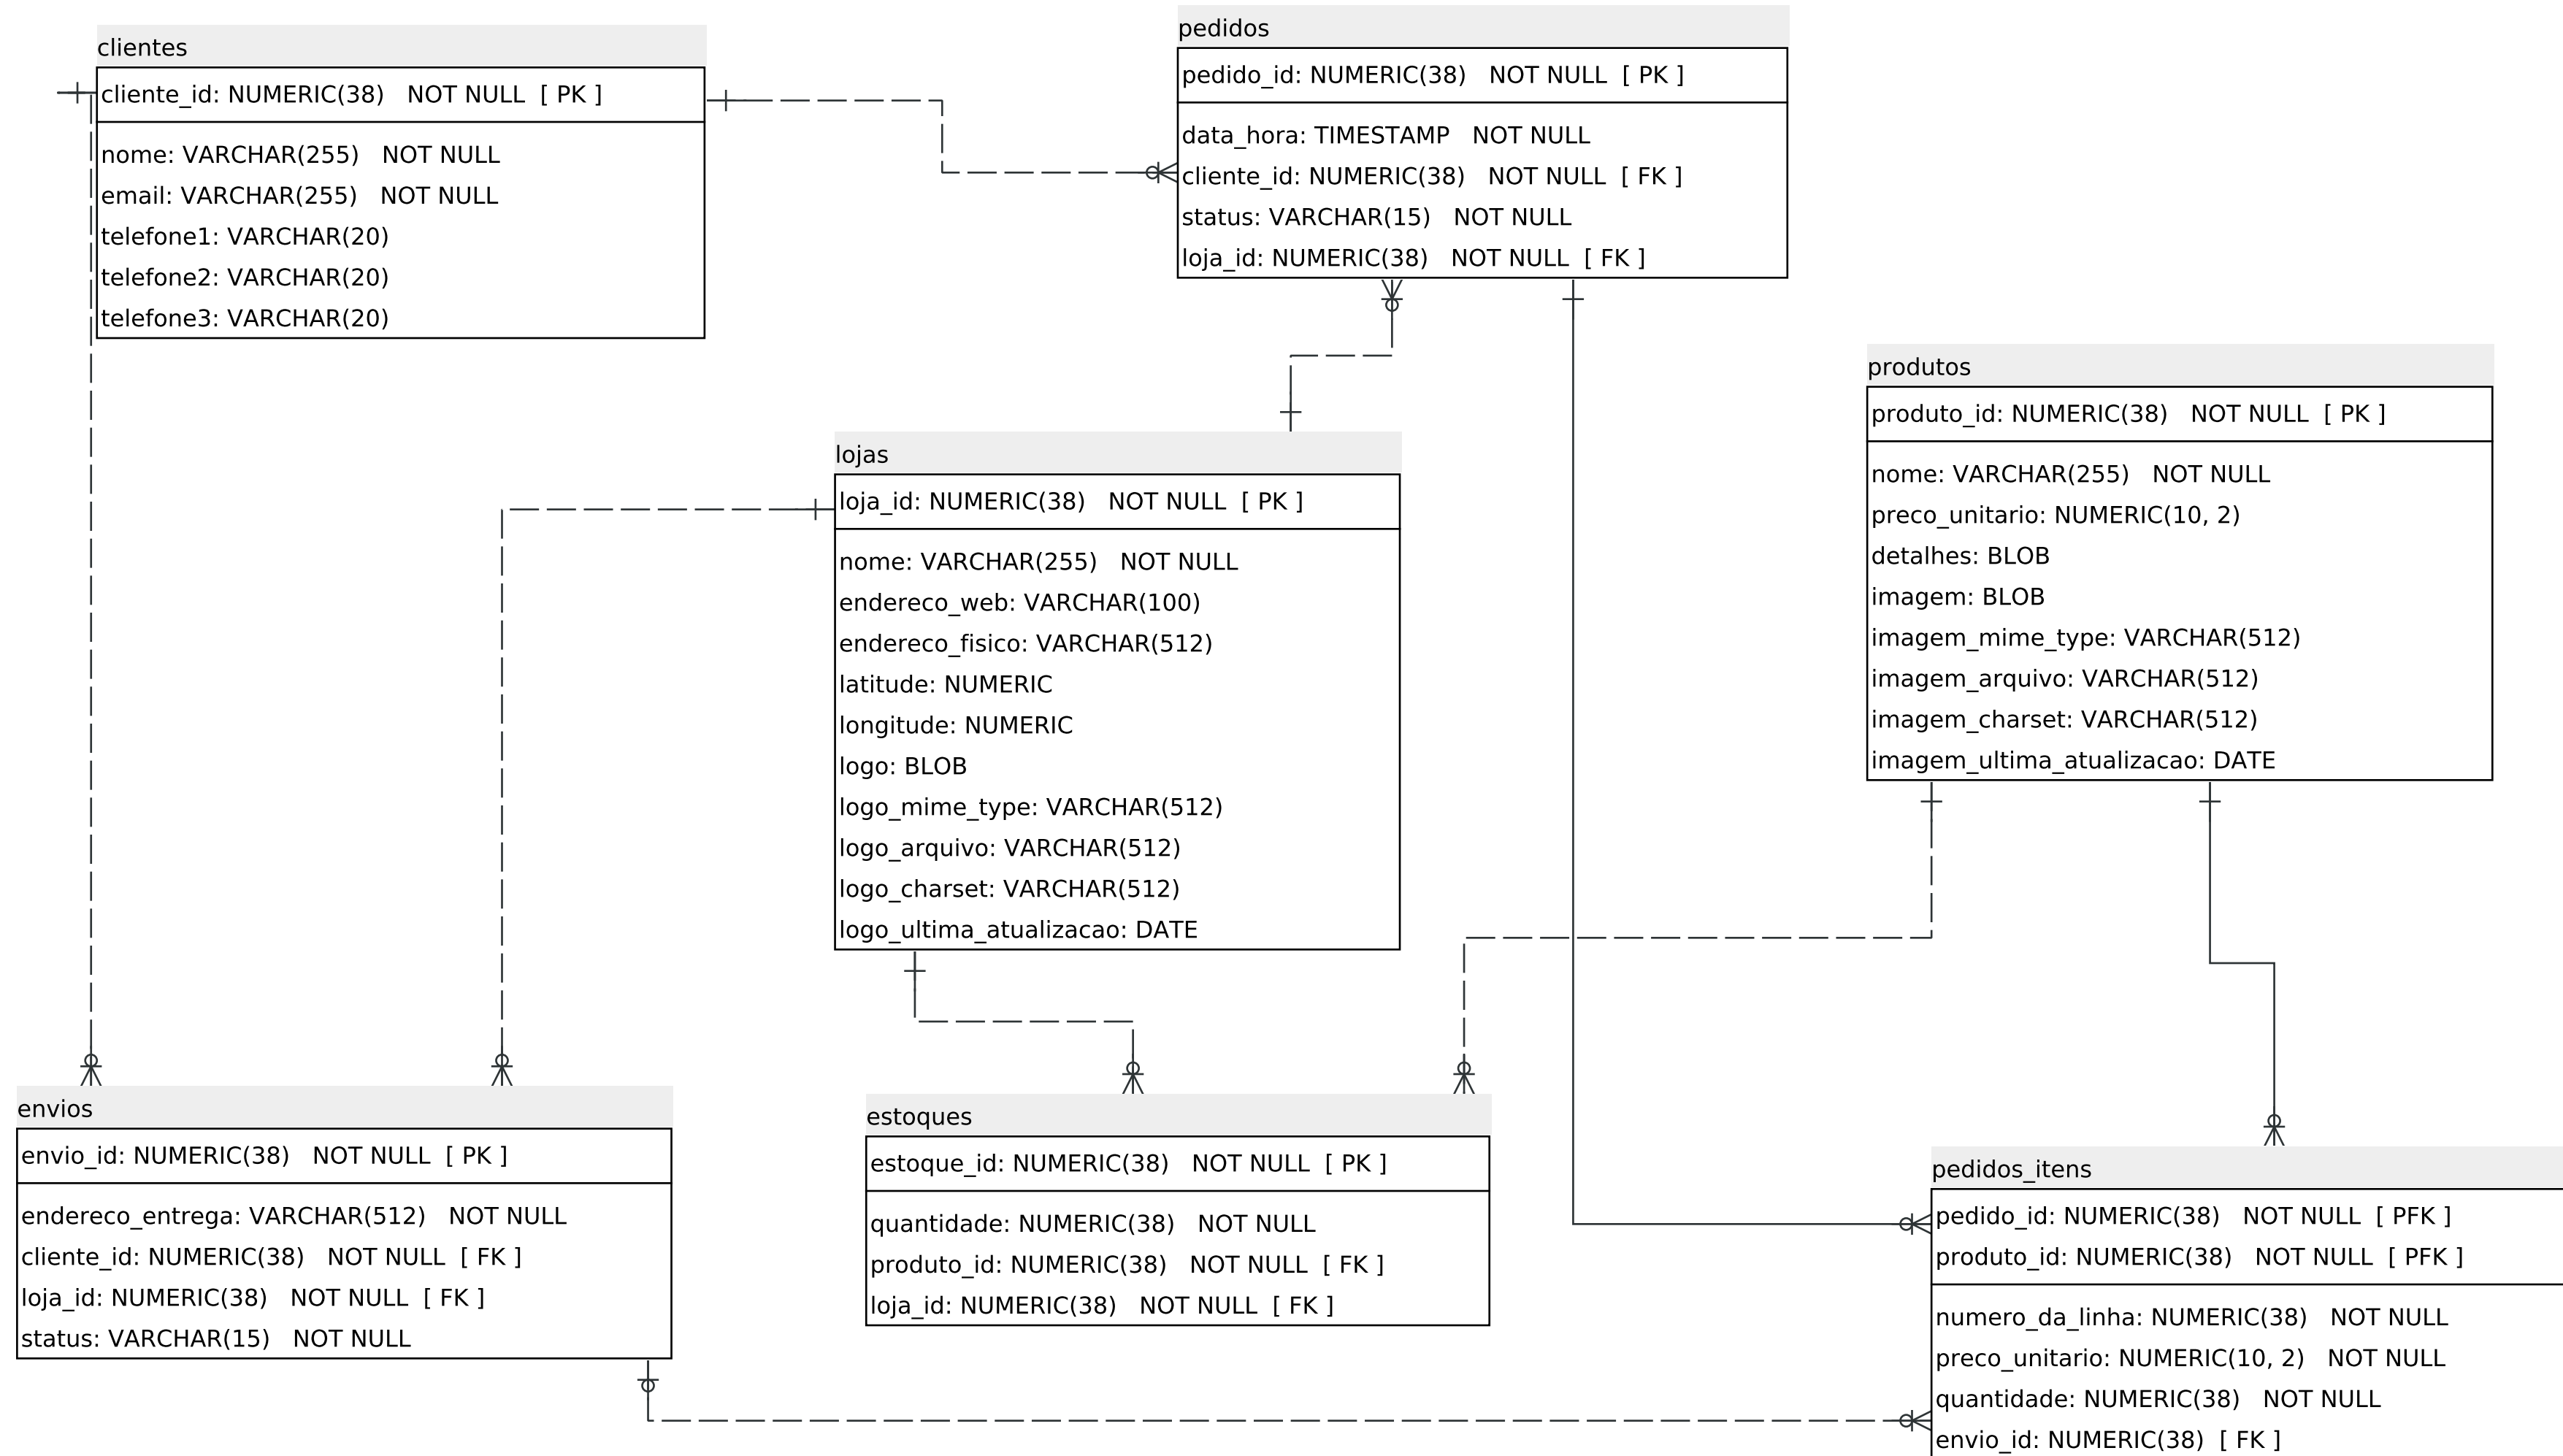 clientes
cliente_id: NUMERIC(38) NOT NULL [ PK ]
nome: VARCHAR(255) NOT NULL
email: VARCHAR(255) NOT NULL
telefone1: VARCHAR(20)
telefone2: VARCHAR(20)
telefone3: VARCHAR(20)
pedidos
pedido_id: NUMERIC(38) NOT NULL [ PK ]
data_hora: TIMESTAMP NOT NULL
cliente_id: NUMERIC(38) NOT NULL [ FK ]
status: VARCHAR(15) NOT NULL
loja_id: NUMERIC(38) NOT NULL [ FK ]
produtos
produto_id: NUMERIC(38) NOT NULL [ PK ]
nome: VARCHAR(255) NOT NULL
preco_unitario: NUMERIC(10, 2)
detalhes: BLOB
imagem: BLOB
imagem_mime_type: VARCHAR(512)
imagem_arquivo: VARCHAR(512)
imagem_charset: VARCHAR(512)
imagem_ultima_atualizacao: DATE
lojas
loja_id: NUMERIC(38) NOT NULL [ PK ]
nome: VARCHAR(255) NOT NULL
endereco_web: VARCHAR(100)
endereco_fisico: VARCHAR(512)
latitude: NUMERIC
longitude: NUMERIC
logo: BLOB
logo_mime_type: VARCHAR(512)
logo_arquivo: VARCHAR(512)
logo_charset: VARCHAR(512)
logo_ultima_atualizacao: DATE
envios
envio_id: NUMERIC(38) NOT NULL [ PK ]
endereco_entrega: VARCHAR(512) NOT NULL
cliente_id: NUMERIC(38) NOT NULL [ FK ]
loja_id: NUMERIC(38) NOT NULL [ FK ]
status: VARCHAR(15) NOT NULL
estoques
estoque_id: NUMERIC(38) NOT NULL [ PK ]
quantidade: NUMERIC(38) NOT NULL
produto_id: NUMERIC(38) NOT NULL [ FK ]
loja_id: NUMERIC(38) NOT NULL [ FK ]
pedidos_itens
pedido_id: NUMERIC(38) NOT NULL [ PFK ]
produto_id: NUMERIC(38) NOT NULL [ PFK ]
numero_da_linha: NUMERIC(38) NOT NULL
preco_unitario: NUMERIC(10, 2) NOT NULL
quantidade: NUMERIC(38) NOT NULL
envio_id: NUMERIC(38) [ FK ]